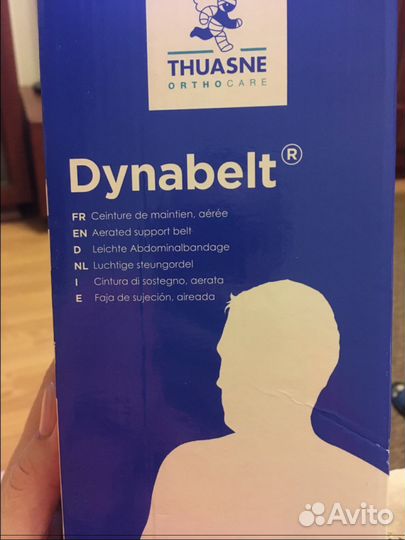 THUASNE
ORTHOCARE
Dynabelt®
FR Ceinture de maintien, aérée
EN Aerated support belt
D Leichte Abdominalbandage
NL Luchtige steungordel
I Cintura di sostegno, aerata
E Faja de sujeción, aireada
Avito